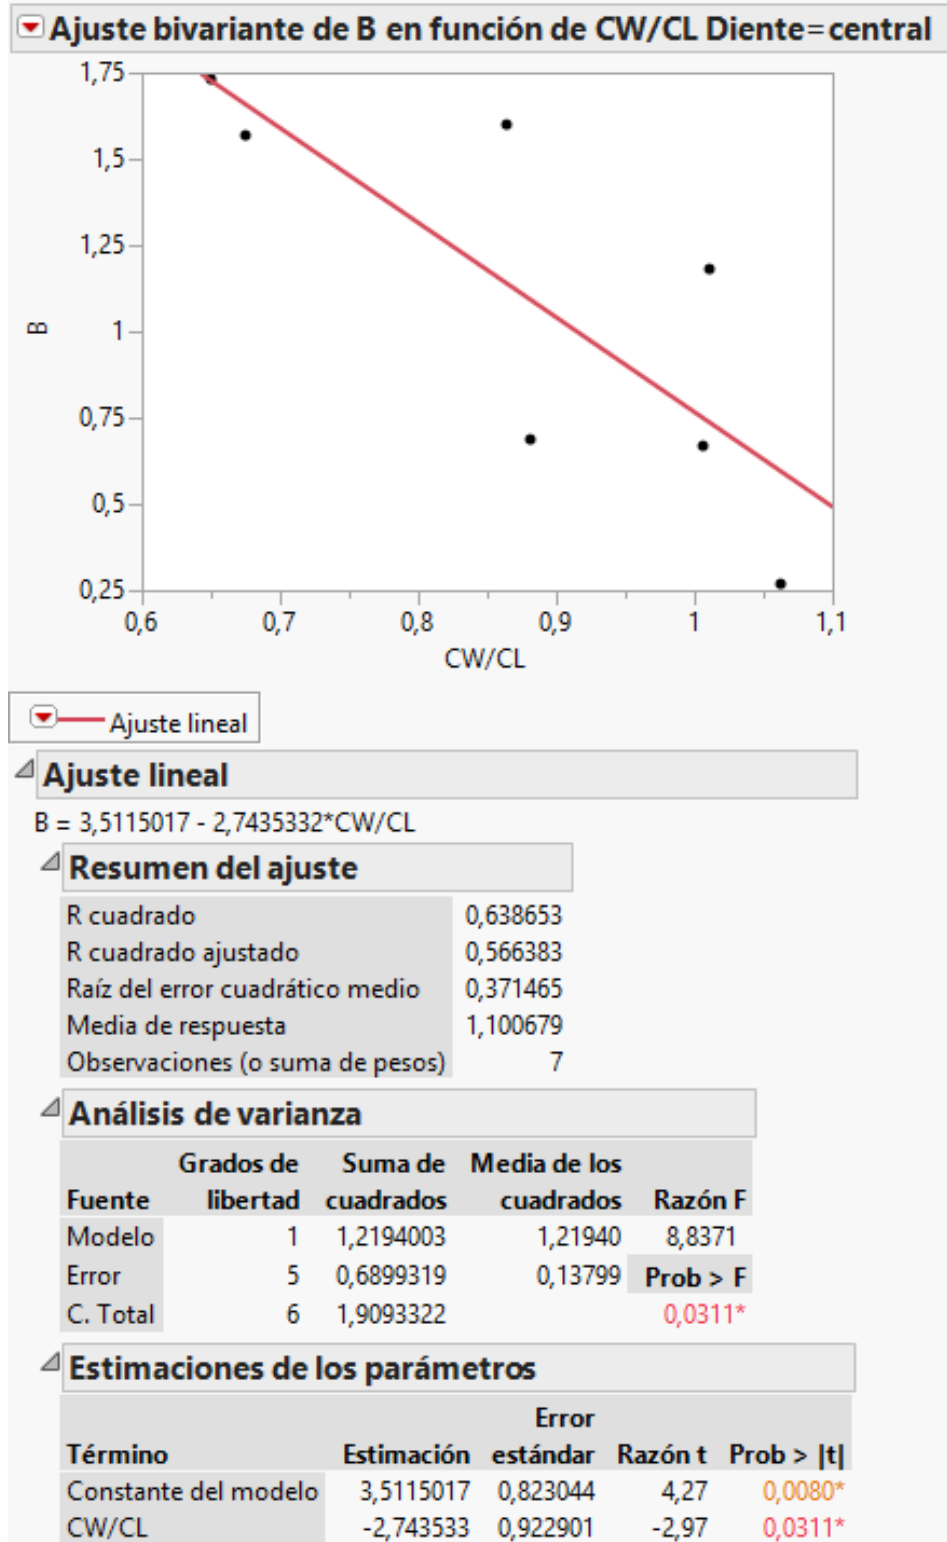 Ajuste bivariante de B en función de CW/CL Diente=central
1,75
1,5
1,25
B
1
0,75
0,5
0,25
0,6 0,7 0,8 0,9 1 1,1
CW/CL
Ajuste lineal
Ajuste lineal
B = 3,5115017 - 2,7435332*CW/CL
Resumen del ajuste
R cuadrado 0,638653
R cuadrado ajustado 0,566383
Raíz del error cuadrático medio 0,371465
Media de respuesta 1,100679
Observaciones (o suma de pesos) 7
Análisis de varianza
Grados de Suma de Media de los
Fuente libertad cuadrados cuadrados Razón F
Modelo 1 1,2194003 1,21940 8,8371
Error 5 0,6899319 0,13799 Prob > F
C. Total 6 1,9093322 0,0311*
Estimaciones de los parámetros
Error
Término Estimación estándar Razón t Prob > |t|
Constante del modelo 3,5115017 0,823044 4,27 0,0080*
CW/CL -2,743533 0,922901 -2,97 0,0311*